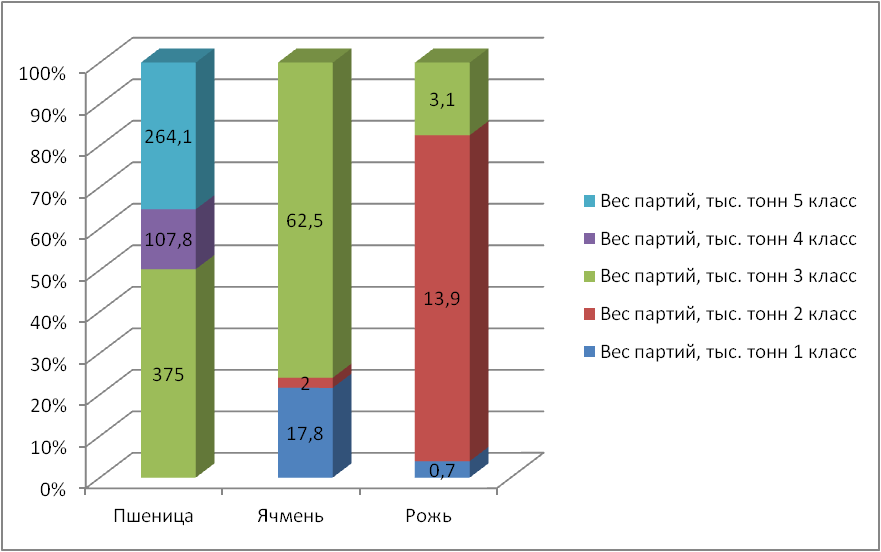 100%
90%
80%
70%
60%
50%
40%
30%
20%
10%
0%
264,1
107,8
375
62,5
2
17,8
3,1
13,9
0,7
Пшеница
Ячмень
Рожь
Вес партий, тыс. тонн 5 класс
Вес партий, тыс. тонн 4 класс
Вес партий, тыс. тонн 3 класс
Вес партий, тыс. тонн 2 класс
Вес партий, тыс. тонн 1 класс